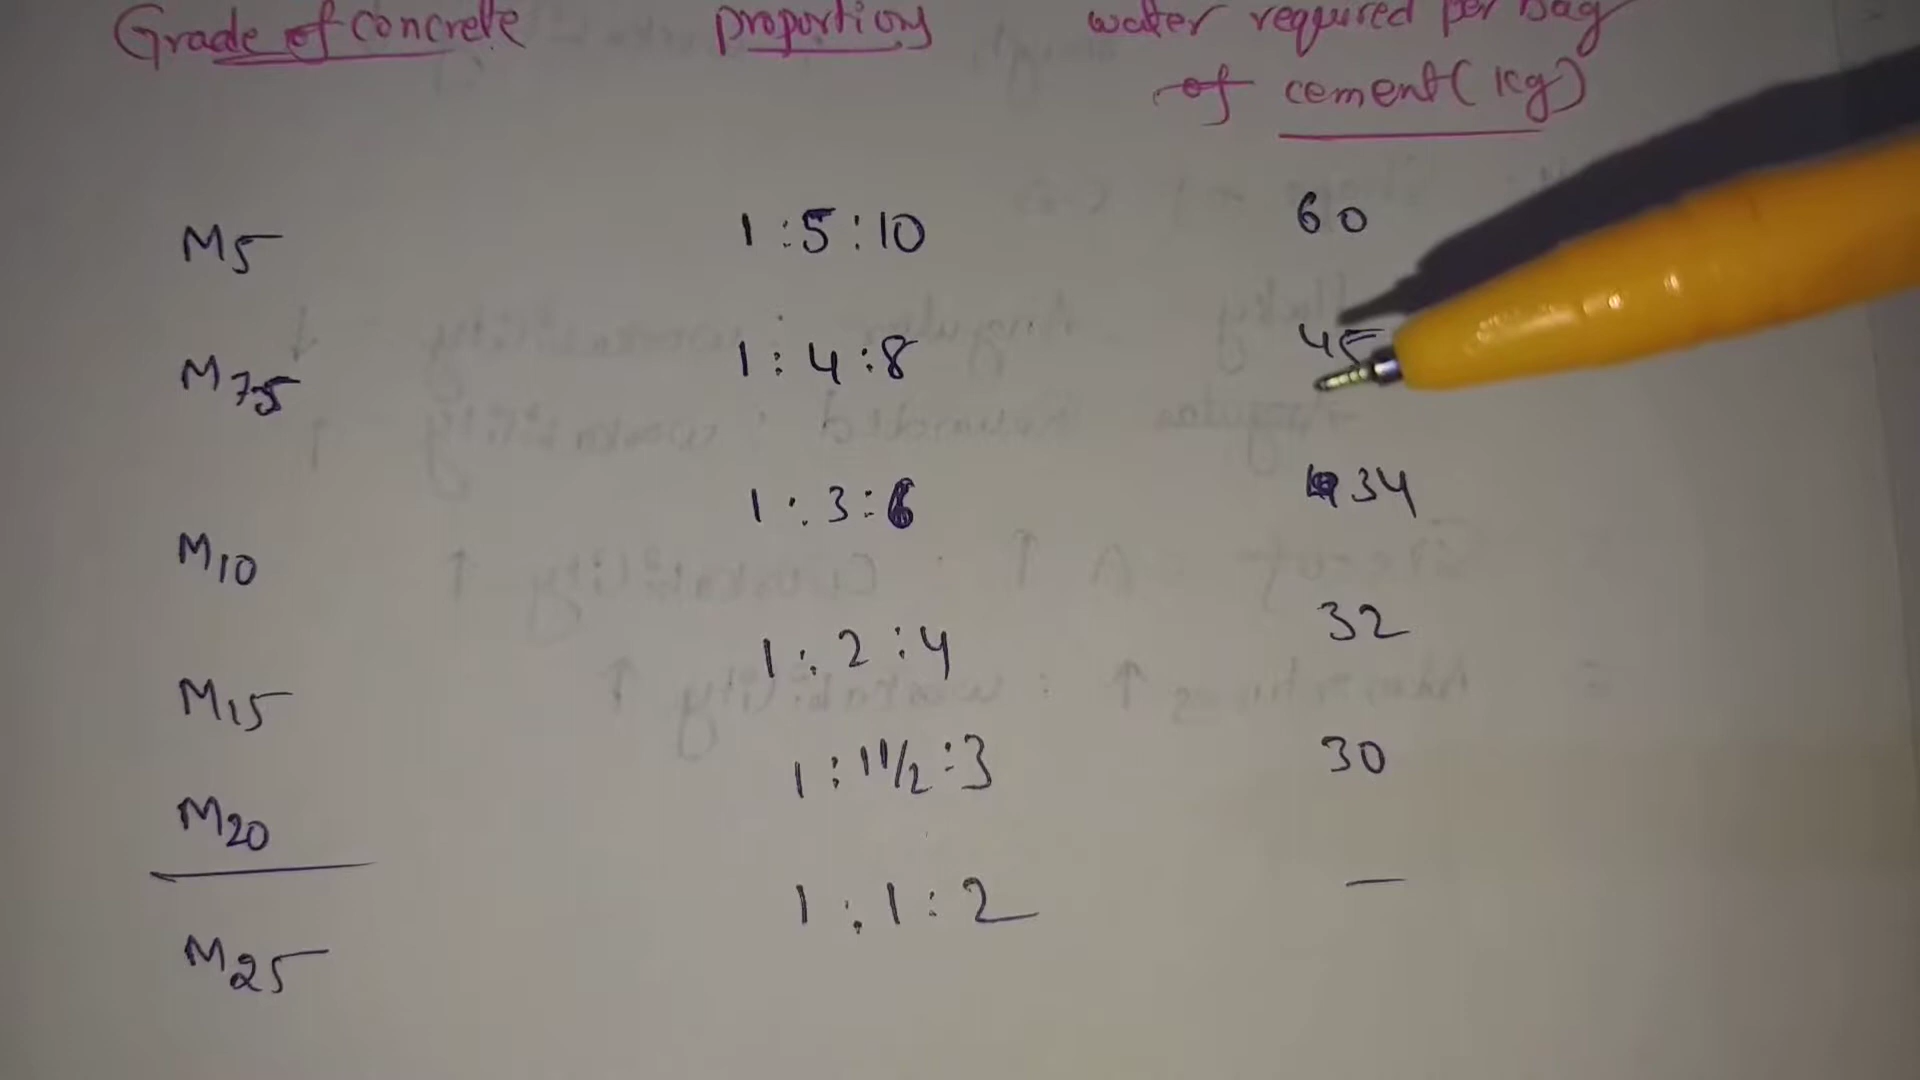 Grade of concrete proportion water required per bag
of cement (kg)
M5 1:5:10 60
M7.5 1:4:8 45
M10 1:3:6 34
M15 1:2:4 32
M20 1:1 1/2:3 30
M25 1:1:2 —